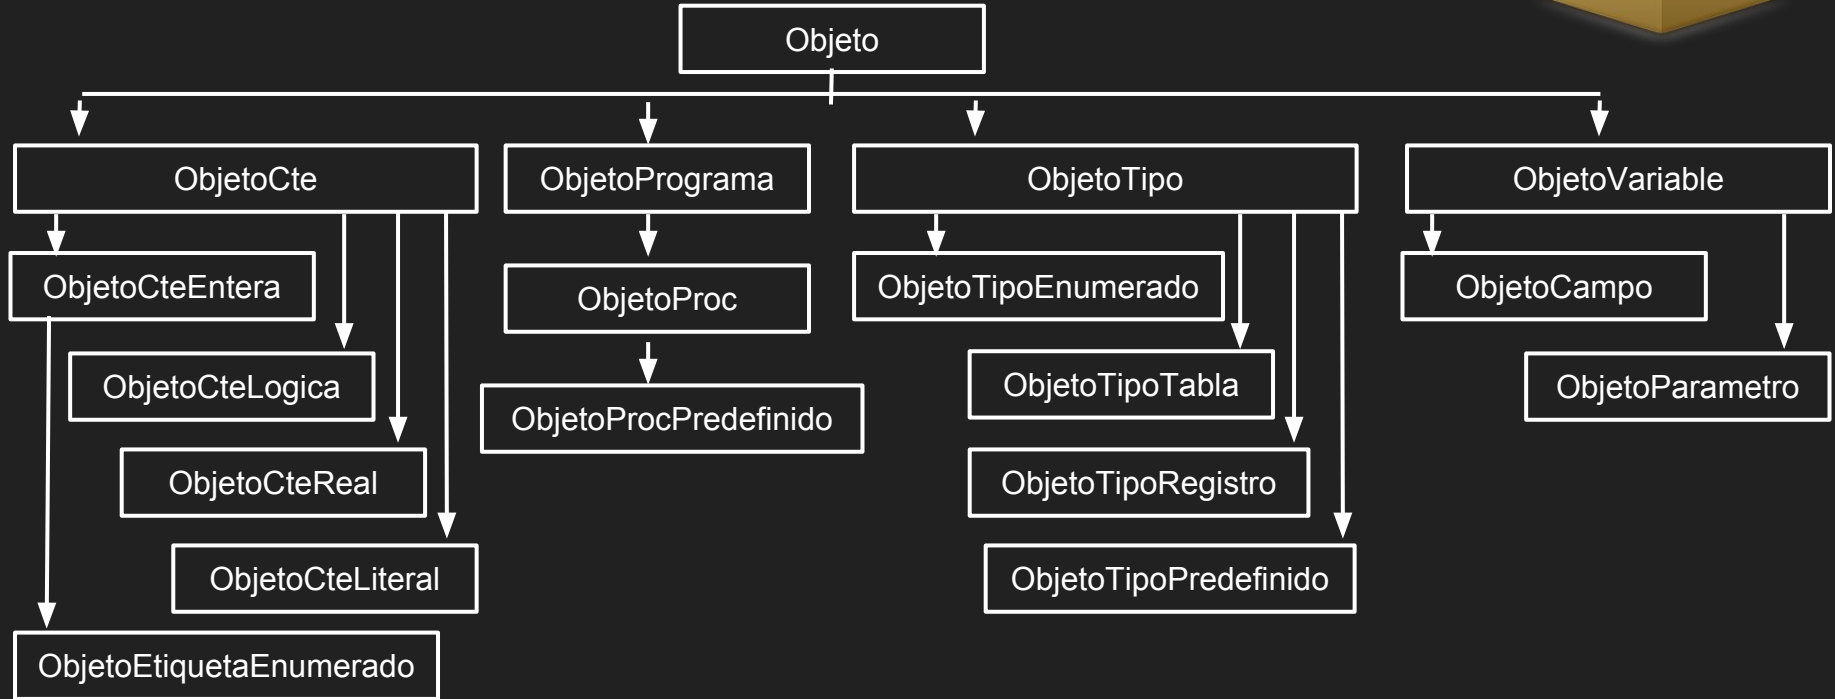 Objeto
ObjetoCte
ObjetoPrograma
ObjetoTipo
ObjetoVariable
ObjetoCteEntera
ObjetoProc
ObjetoTipoEnumerado
ObjetoCampo
ObjetoCteLogica
ObjetoProcPredefinido
ObjetoTipoTabla
ObjetoParametro
ObjetoCteReal
ObjetoTipoRegistro
ObjetoCteLiteral
ObjetoTipoPredefinido
ObjetoEtiquetaEnumerado